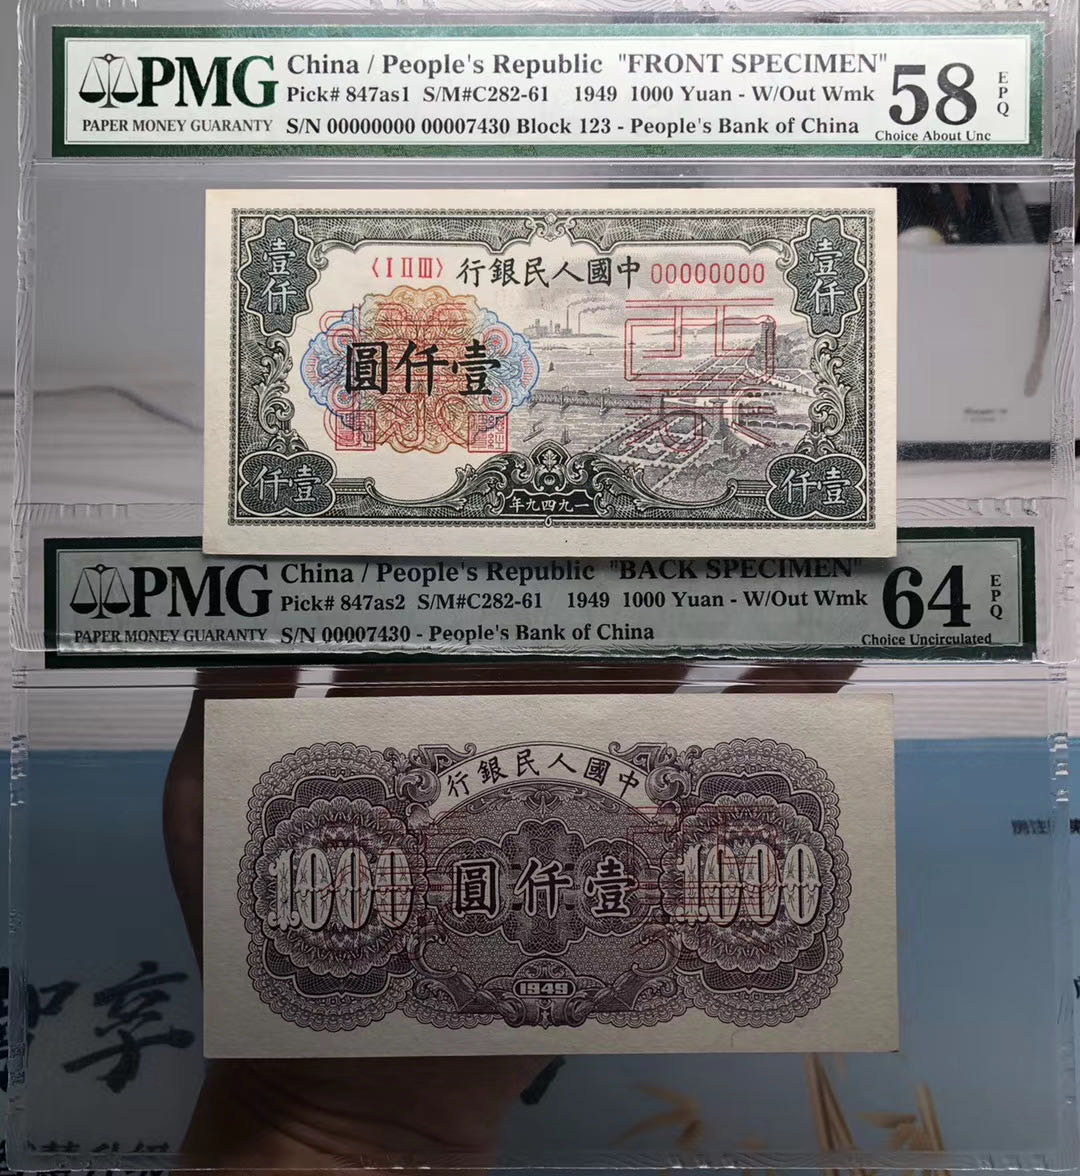 PMG
PAPER MONEY GUARANTY
China / People's Republic "FRONT SPECIMEN"
Pick# 847as1 S/M#C282-61 1949 1000 Yuan - W/Out Wmk
S/N 00000000 00007430 Block 123 - People's Bank of China
58
EPQ
Choice About Unc
壹仟
壹仟
〈I II III〉 行銀民人國中 00000000
圓仟壹
仟壹
仟壹
年九四九一
PMG
PAPER MONEY GUARANTY
China / People's Republic "BACK SPECIMEN"
Pick# 847as2 S/M#C282-61 1949 1000 Yuan - W/Out Wmk
S/N 00007430 - People's Bank of China
64
EPQ
Choice Uncirculated
行銀民人國中
1000
圓仟壹
1000
1949
享